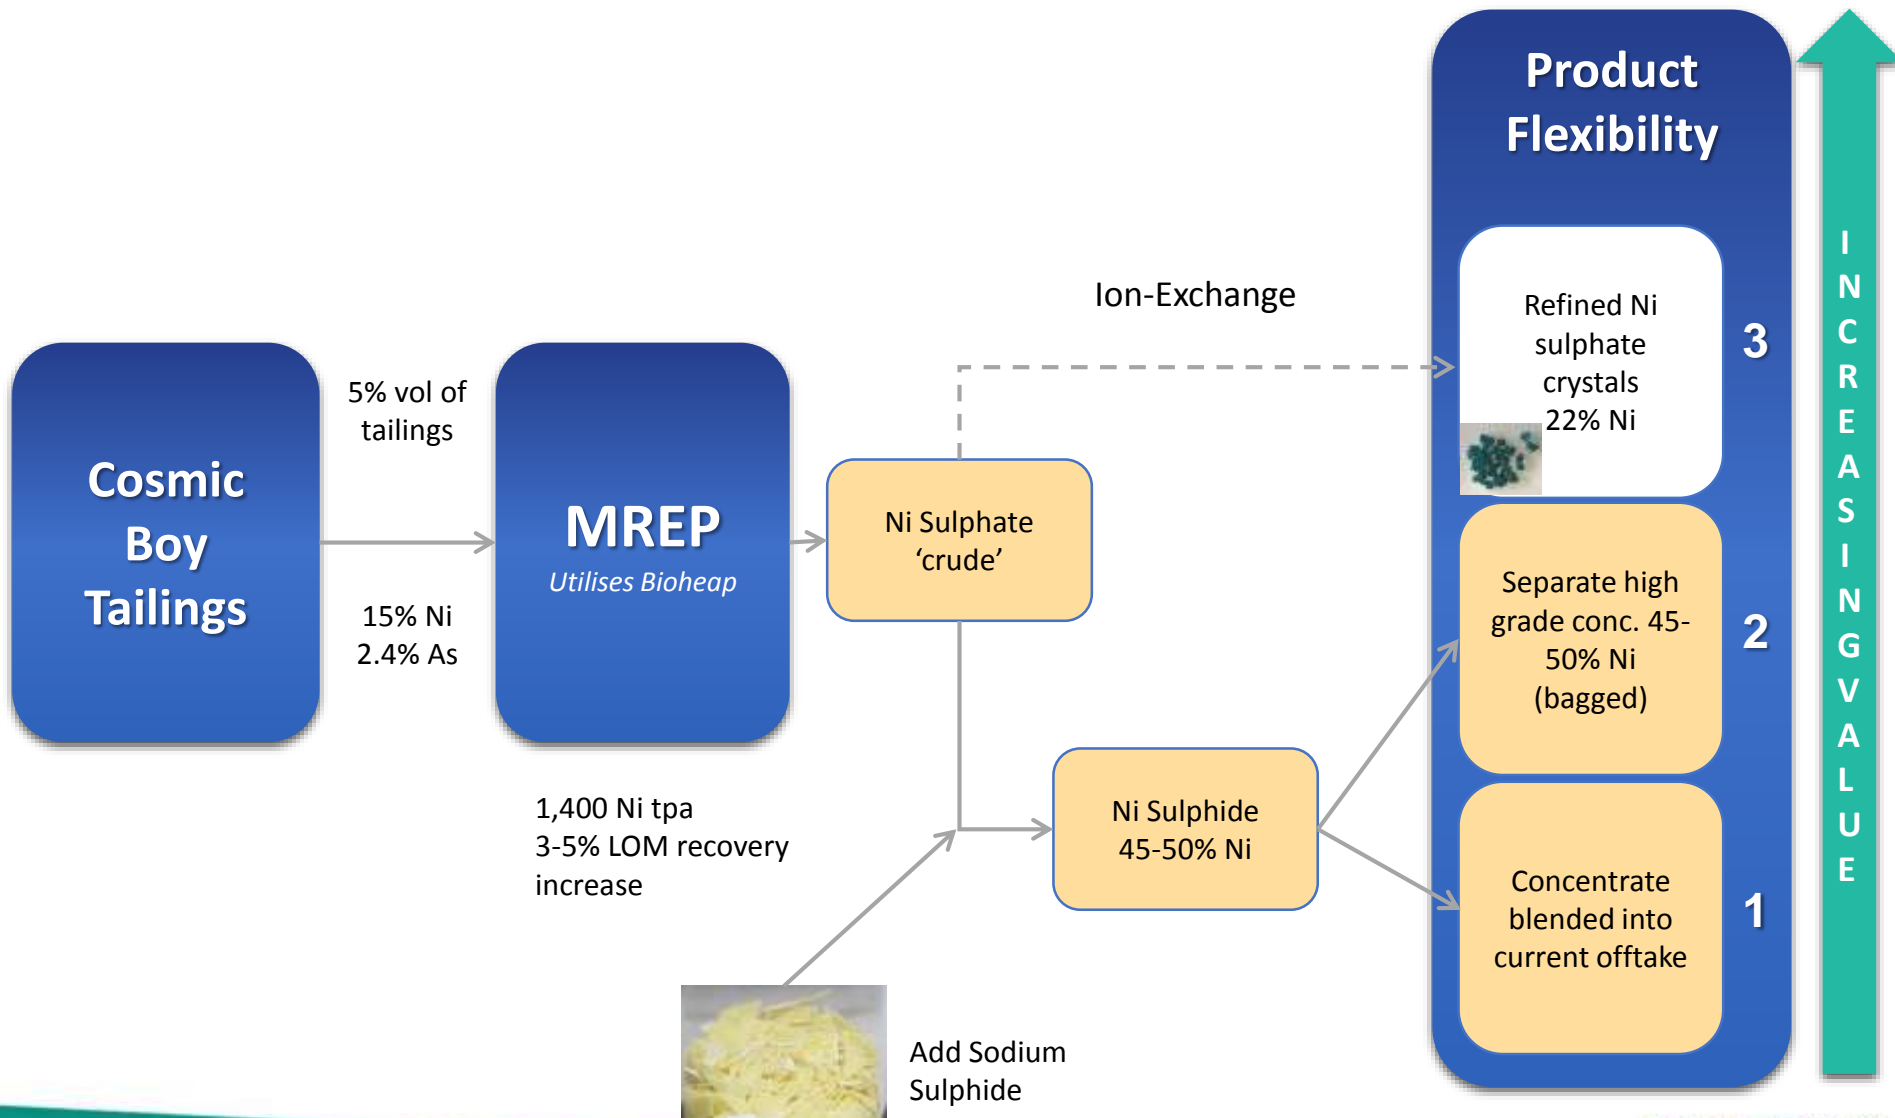 Cosmic
Boy
Tailings
5% vol of
tailings
15% Ni
2.4% As
MREP
Utilises Bioheap
1,400 Ni tpa
3-5% LOM recovery
increase
Ni Sulphate
‘crude’
Ion-Exchange
Add Sodium
Sulphide
Ni Sulphide
45-50% Ni
Product
Flexibility
Refined Ni
sulphate
crystals
22% Ni
3
Separate high
grade conc. 45-
50% Ni
(bagged)
2
Concentrate
blended into
current offtake
1
I
N
C
R
E
A
S
I
N
G
V
A
L
U
E